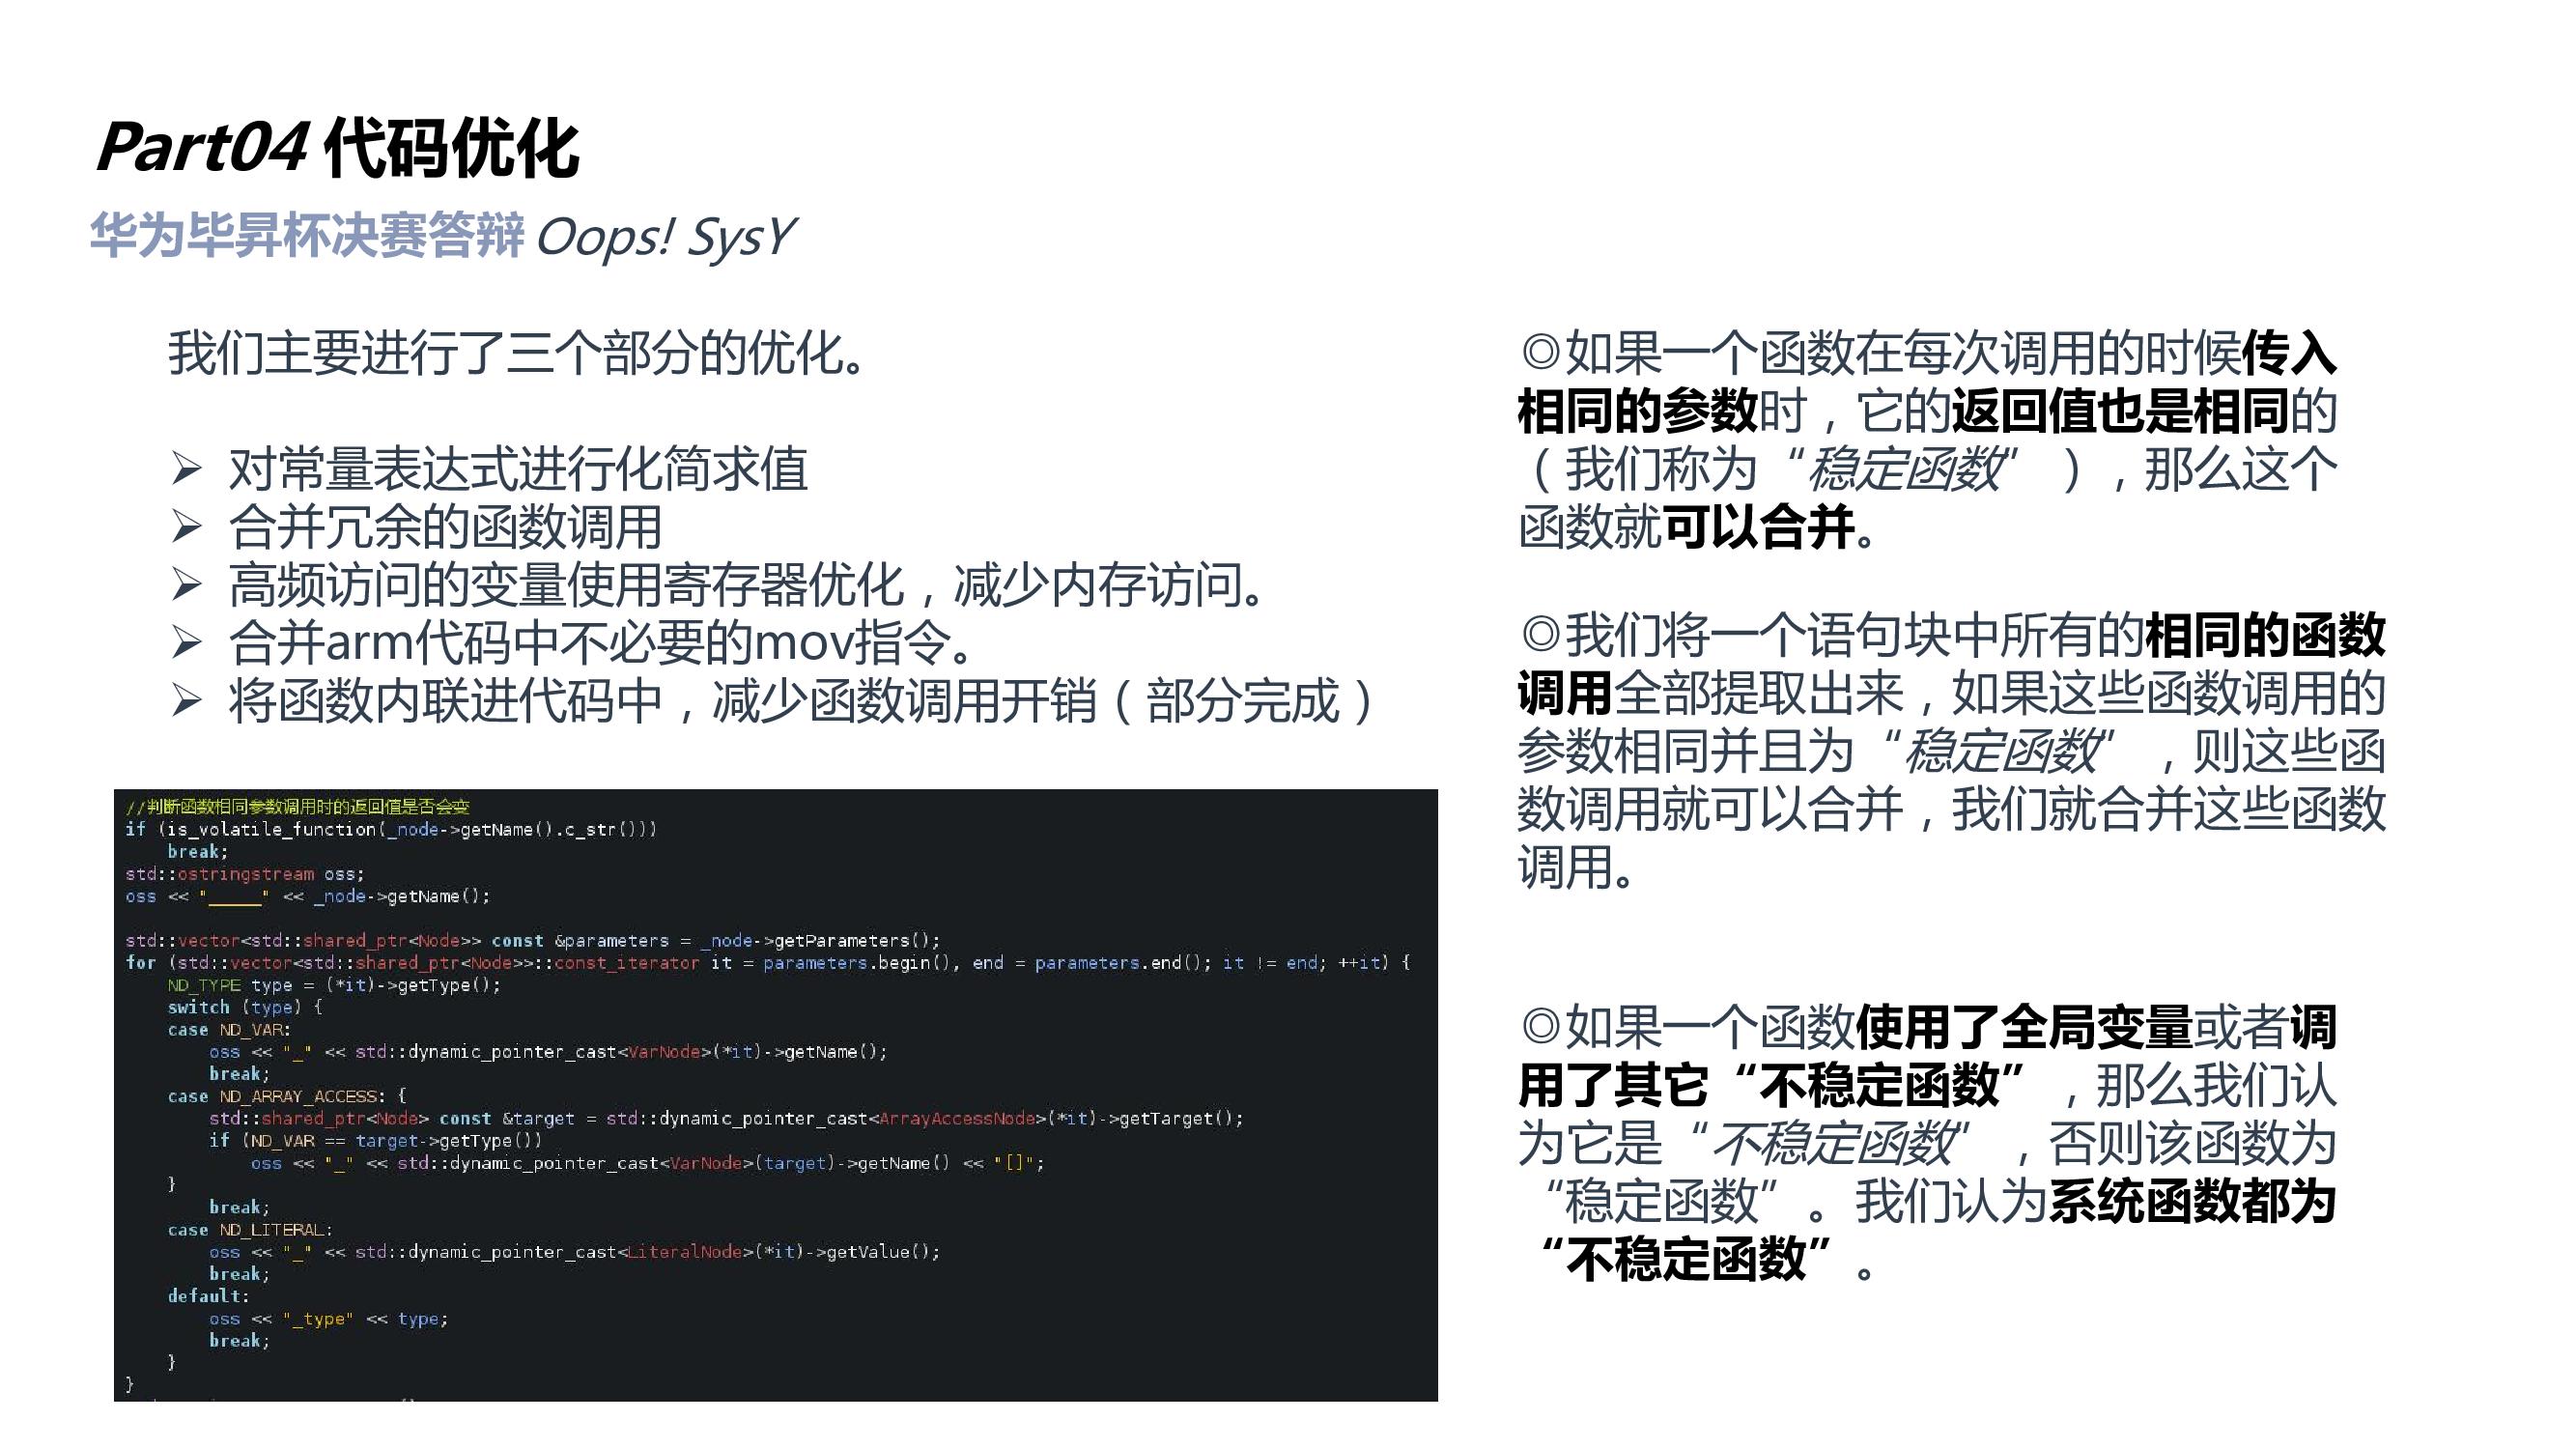 Part04 代码优化
华为毕昇杯决赛答辩 Oops! SysY
我们主要进行了三个部分的优化。
➢ 对常量表达式进行化简求值
➢ 合并冗余的函数调用
➢ 高频访问的变量使用寄存器优化，减少内存访问。
➢ 合并arm代码中不必要的mov指令。
➢ 将函数内联进代码中，减少函数调用开销（部分完成）
//判断函数相同参数调用时的返回值是否会变
if (is_volatile_function(_node->getName().c_str()))
    break;
std::ostringstream oss;
oss << "_____" << _node->getName();

std::vector<std::shared_ptr<Node>> const &parameters = _node->getParameters();
for (std::vector<std::shared_ptr<Node>>::const_iterator it = parameters.begin(), end = parameters.end(); it != end; ++it) {
    ND_TYPE type = (*it)->getType();
    switch (type) {
    case ND_VAR:
        oss << "_" << std::dynamic_pointer_cast<VarNode>(*it)->getName();
        break;
    case ND_ARRAY_ACCESS: {
        std::shared_ptr<Node> const &target = std::dynamic_pointer_cast<ArrayAccessNode>(*it)->getTarget();
        if (ND_VAR == target->getType())
            oss << "_" << std::dynamic_pointer_cast<VarNode>(target)->getName() << "[]";
    }
        break;
    case ND_LITERAL:
        oss << "_" << std::dynamic_pointer_cast<LiteralNode>(*it)->getValue();
        break;
    default:
        oss << "_type" << type;
        break;
    }
}
◎如果一个函数在每次调用的时候传入
相同的参数时，它的返回值也是相同的
（我们称为“稳定函数”），那么这个
函数就可以合并。
◎我们将一个语句块中所有的相同的函数
调用全部提取出来，如果这些函数调用的
参数相同并且为“稳定函数”，则这些函
数调用就可以合并，我们就合并这些函数
调用。
◎如果一个函数使用了全局变量或者调
用了其它“不稳定函数”，那么我们认
为它是“不稳定函数”，否则该函数为
“稳定函数”。我们认为系统函数都为
“不稳定函数”。